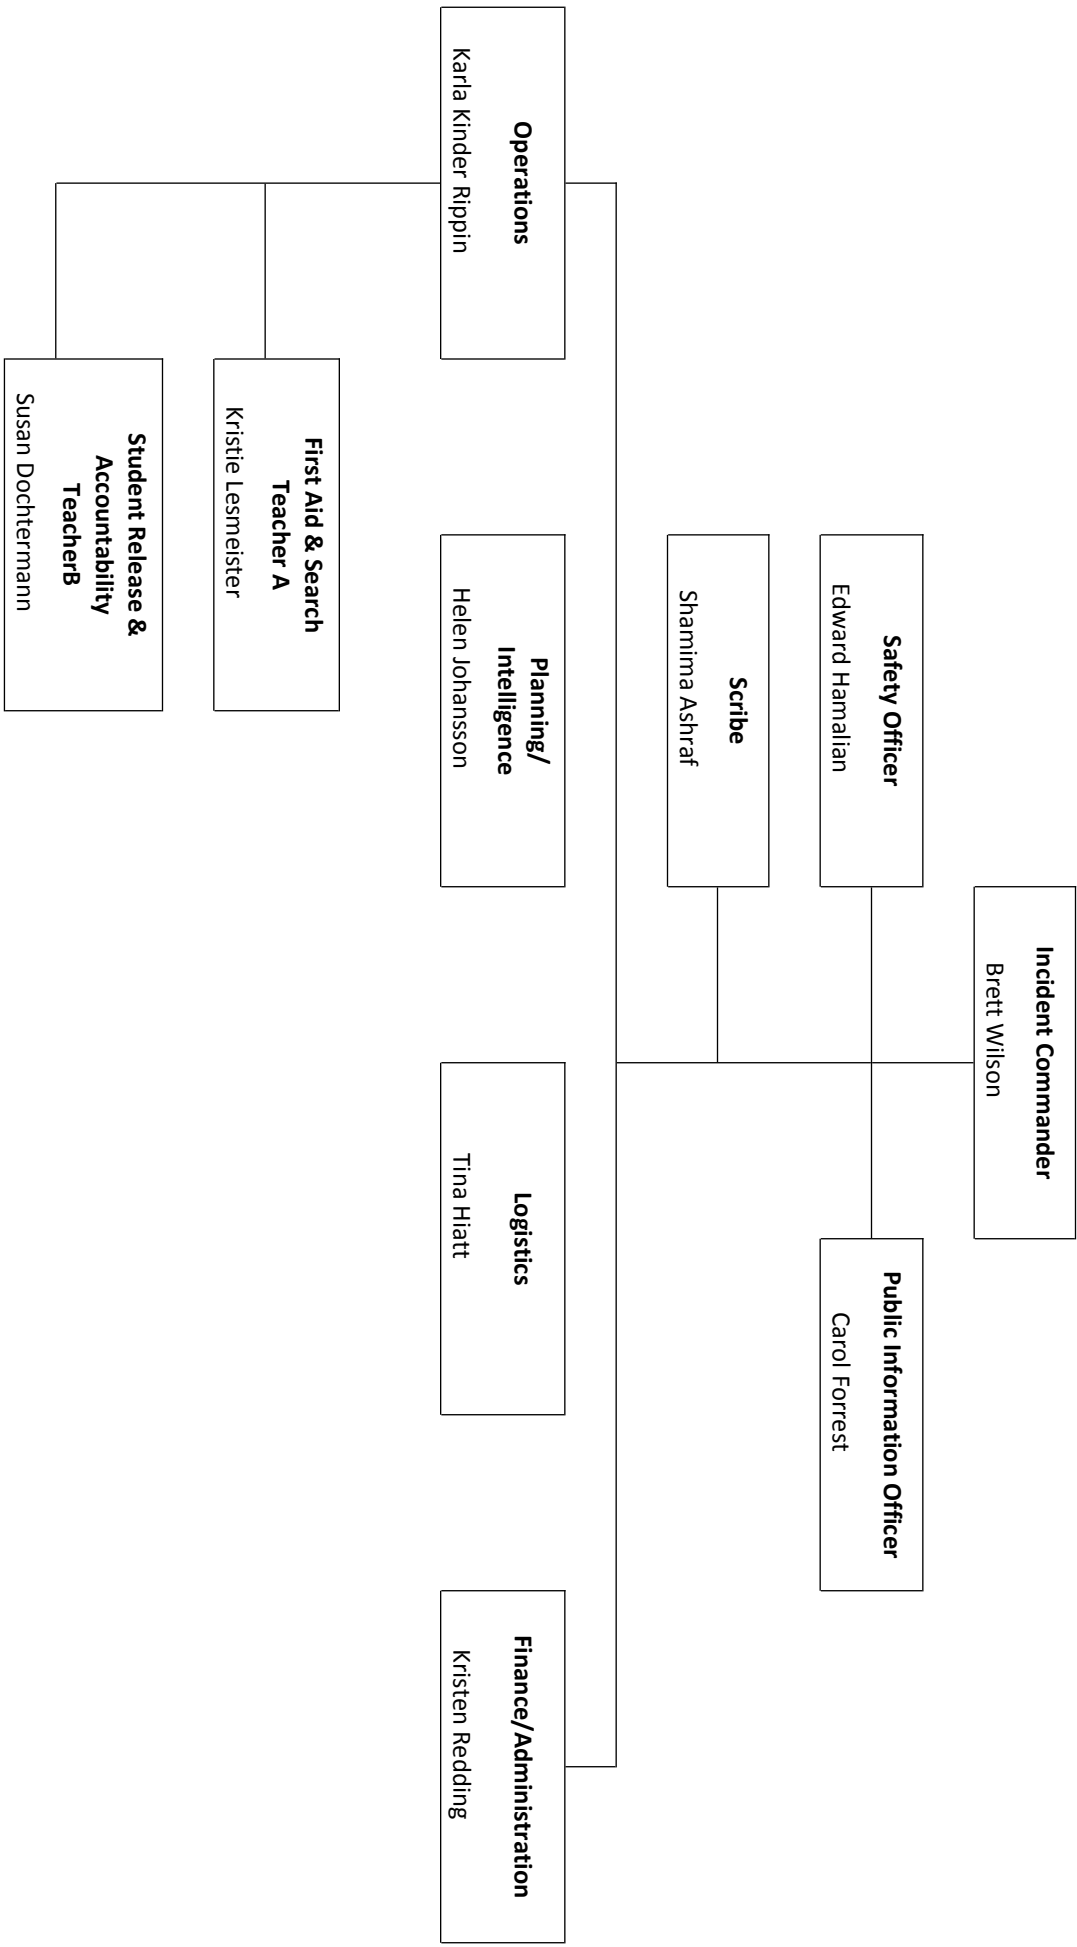 Incident Commander
Brett Wilson
Safety Officer
Edward Hamalian
Public Information Officer
Carol Forrest
Scribe
Shamima Ashraf
Operations
Karla Kinder Rippin
Planning/
Intelligence
Helen Johansson
Logistics
Tina Hiatt
Finance/Administration
Kristen Redding
First Aid & Search
Teacher A
Kristie Lesmeister
Student Release &
Accountability
TeacherB
Susan Dochtermann